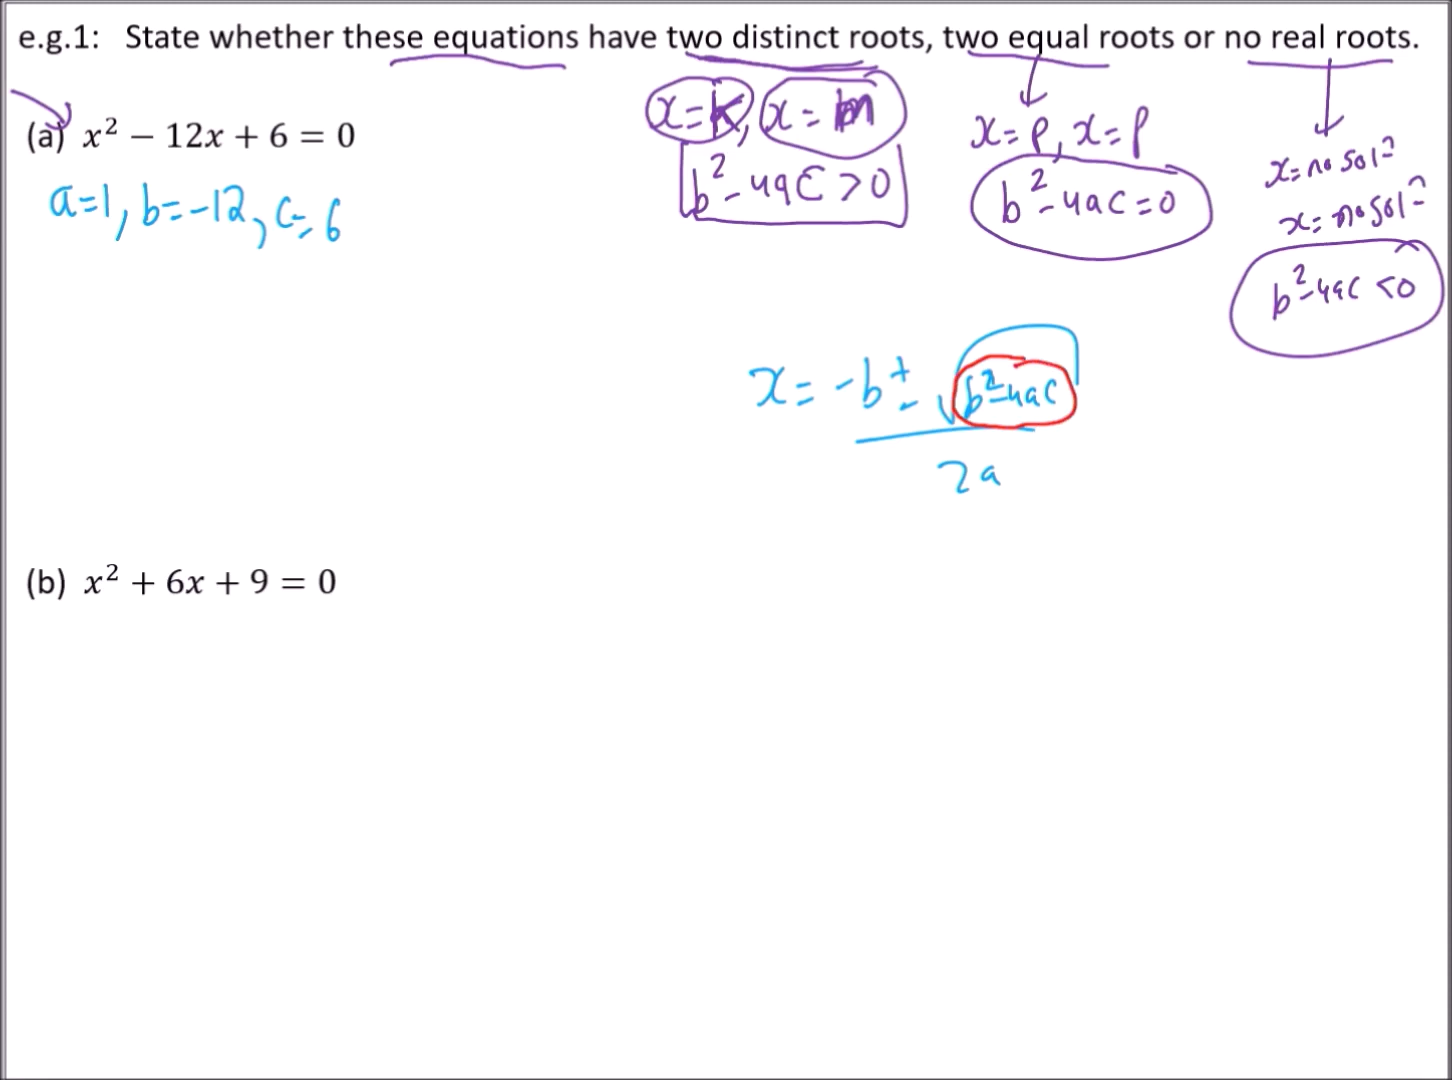 e.g.1: State whether these equations have two distinct roots, two equal roots or no real roots.
(a) x² − 12x + 6 = 0
a=1, b=-12, c=6
x=k, x=m
b²-4ac>0
x=p, x=p
b²-4ac=0
x=no solⁿ
x=no solⁿ
b²-4ac<0
x= -b±√b²-4ac
2a
(b) x² + 6x + 9 = 0